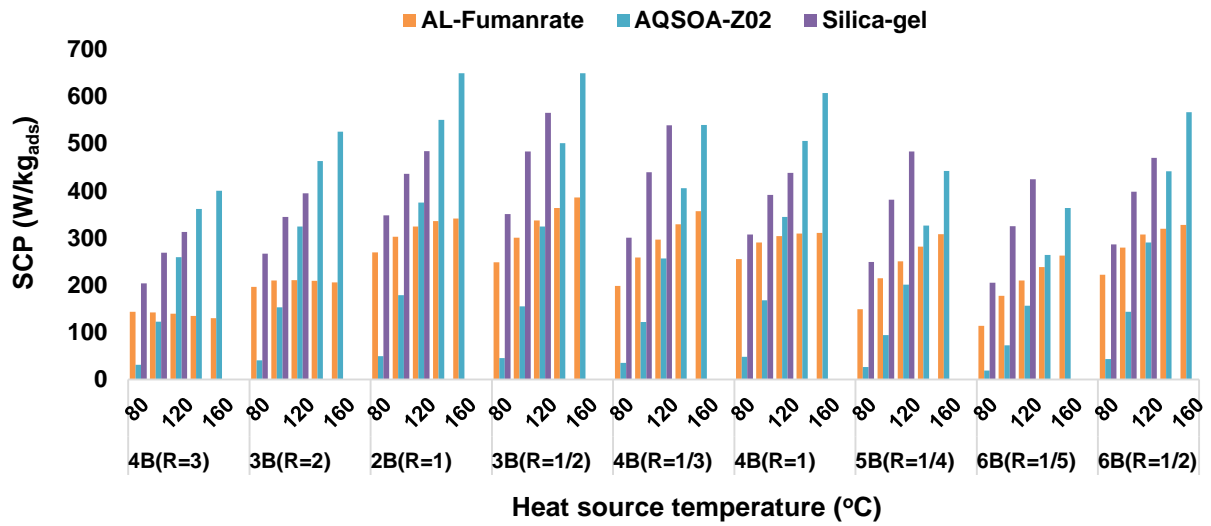 AL-Fumanrate AQSOA-Z02 Silica-gel
SCP (W/kgads)
700
600
500
400
300
200
100
0
80 120 160 80 120 160 80 120 160 80 120 160 80 120 160 80 120 160 80 120 160 80 120 160 80 120 160
4B(R=3) 3B(R=2) 2B(R=1) 3B(R=1/2) 4B(R=1/3) 4B(R=1) 5B(R=1/4) 6B(R=1/5) 6B(R=1/2)
Heat source temperature (oC)